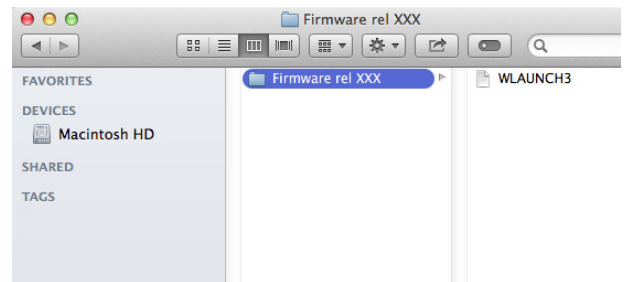 Firmware rel XXX
FAVORITES
DEVICES
Macintosh HD
SHARED
TAGS
Firmware rel XXX
WLAUNCH3